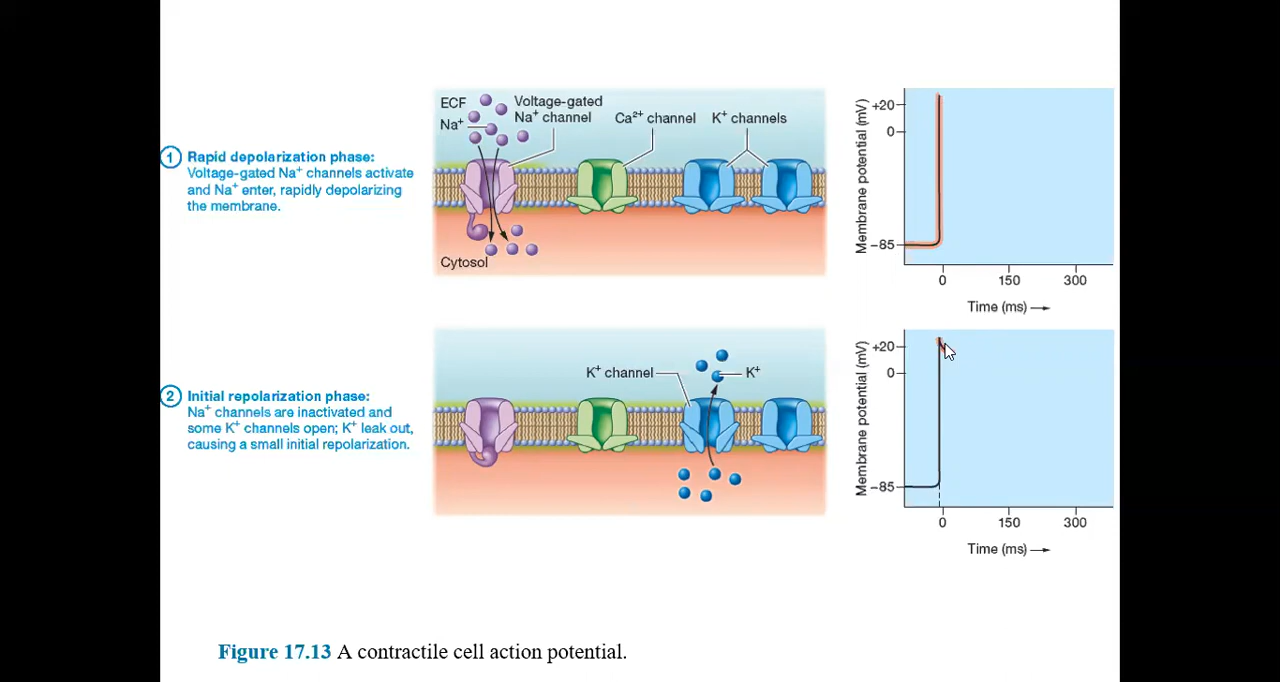 ECF
Voltage-gated
Na⁺ channel
Na⁺
Ca²⁺ channel
K⁺ channels
1 Rapid depolarization phase:
Voltage-gated Na⁺ channels activate
and Na⁺ enter, rapidly depolarizing
the membrane.
Cytosol
Membrane potential (mV)
+20
0
−85
0 150 300
Time (ms)
K⁺ channel
K⁺
2 Initial repolarization phase:
Na⁺ channels are inactivated and
some K⁺ channels open; K⁺ leak out,
causing a small initial repolarization.
Membrane potential (mV)
+20
0
−85
0 150 300
Time (ms)
Figure 17.13 A contractile cell action potential.